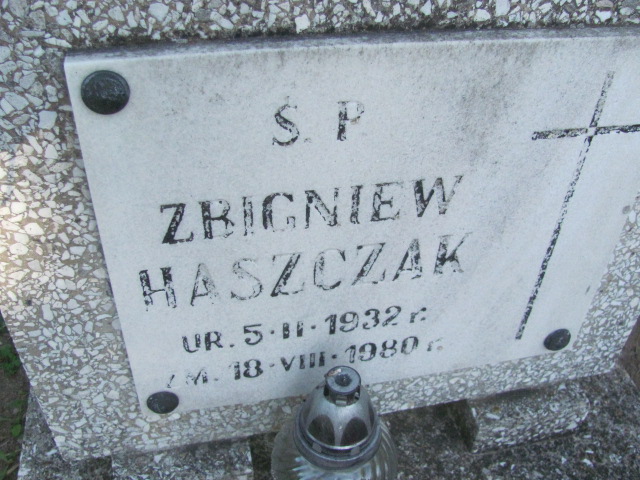 Ś. P
ZBIGNIEW
HASZCZAK
UR. 5·II·1932 r.
ZM. 18·VIII·1980 r.